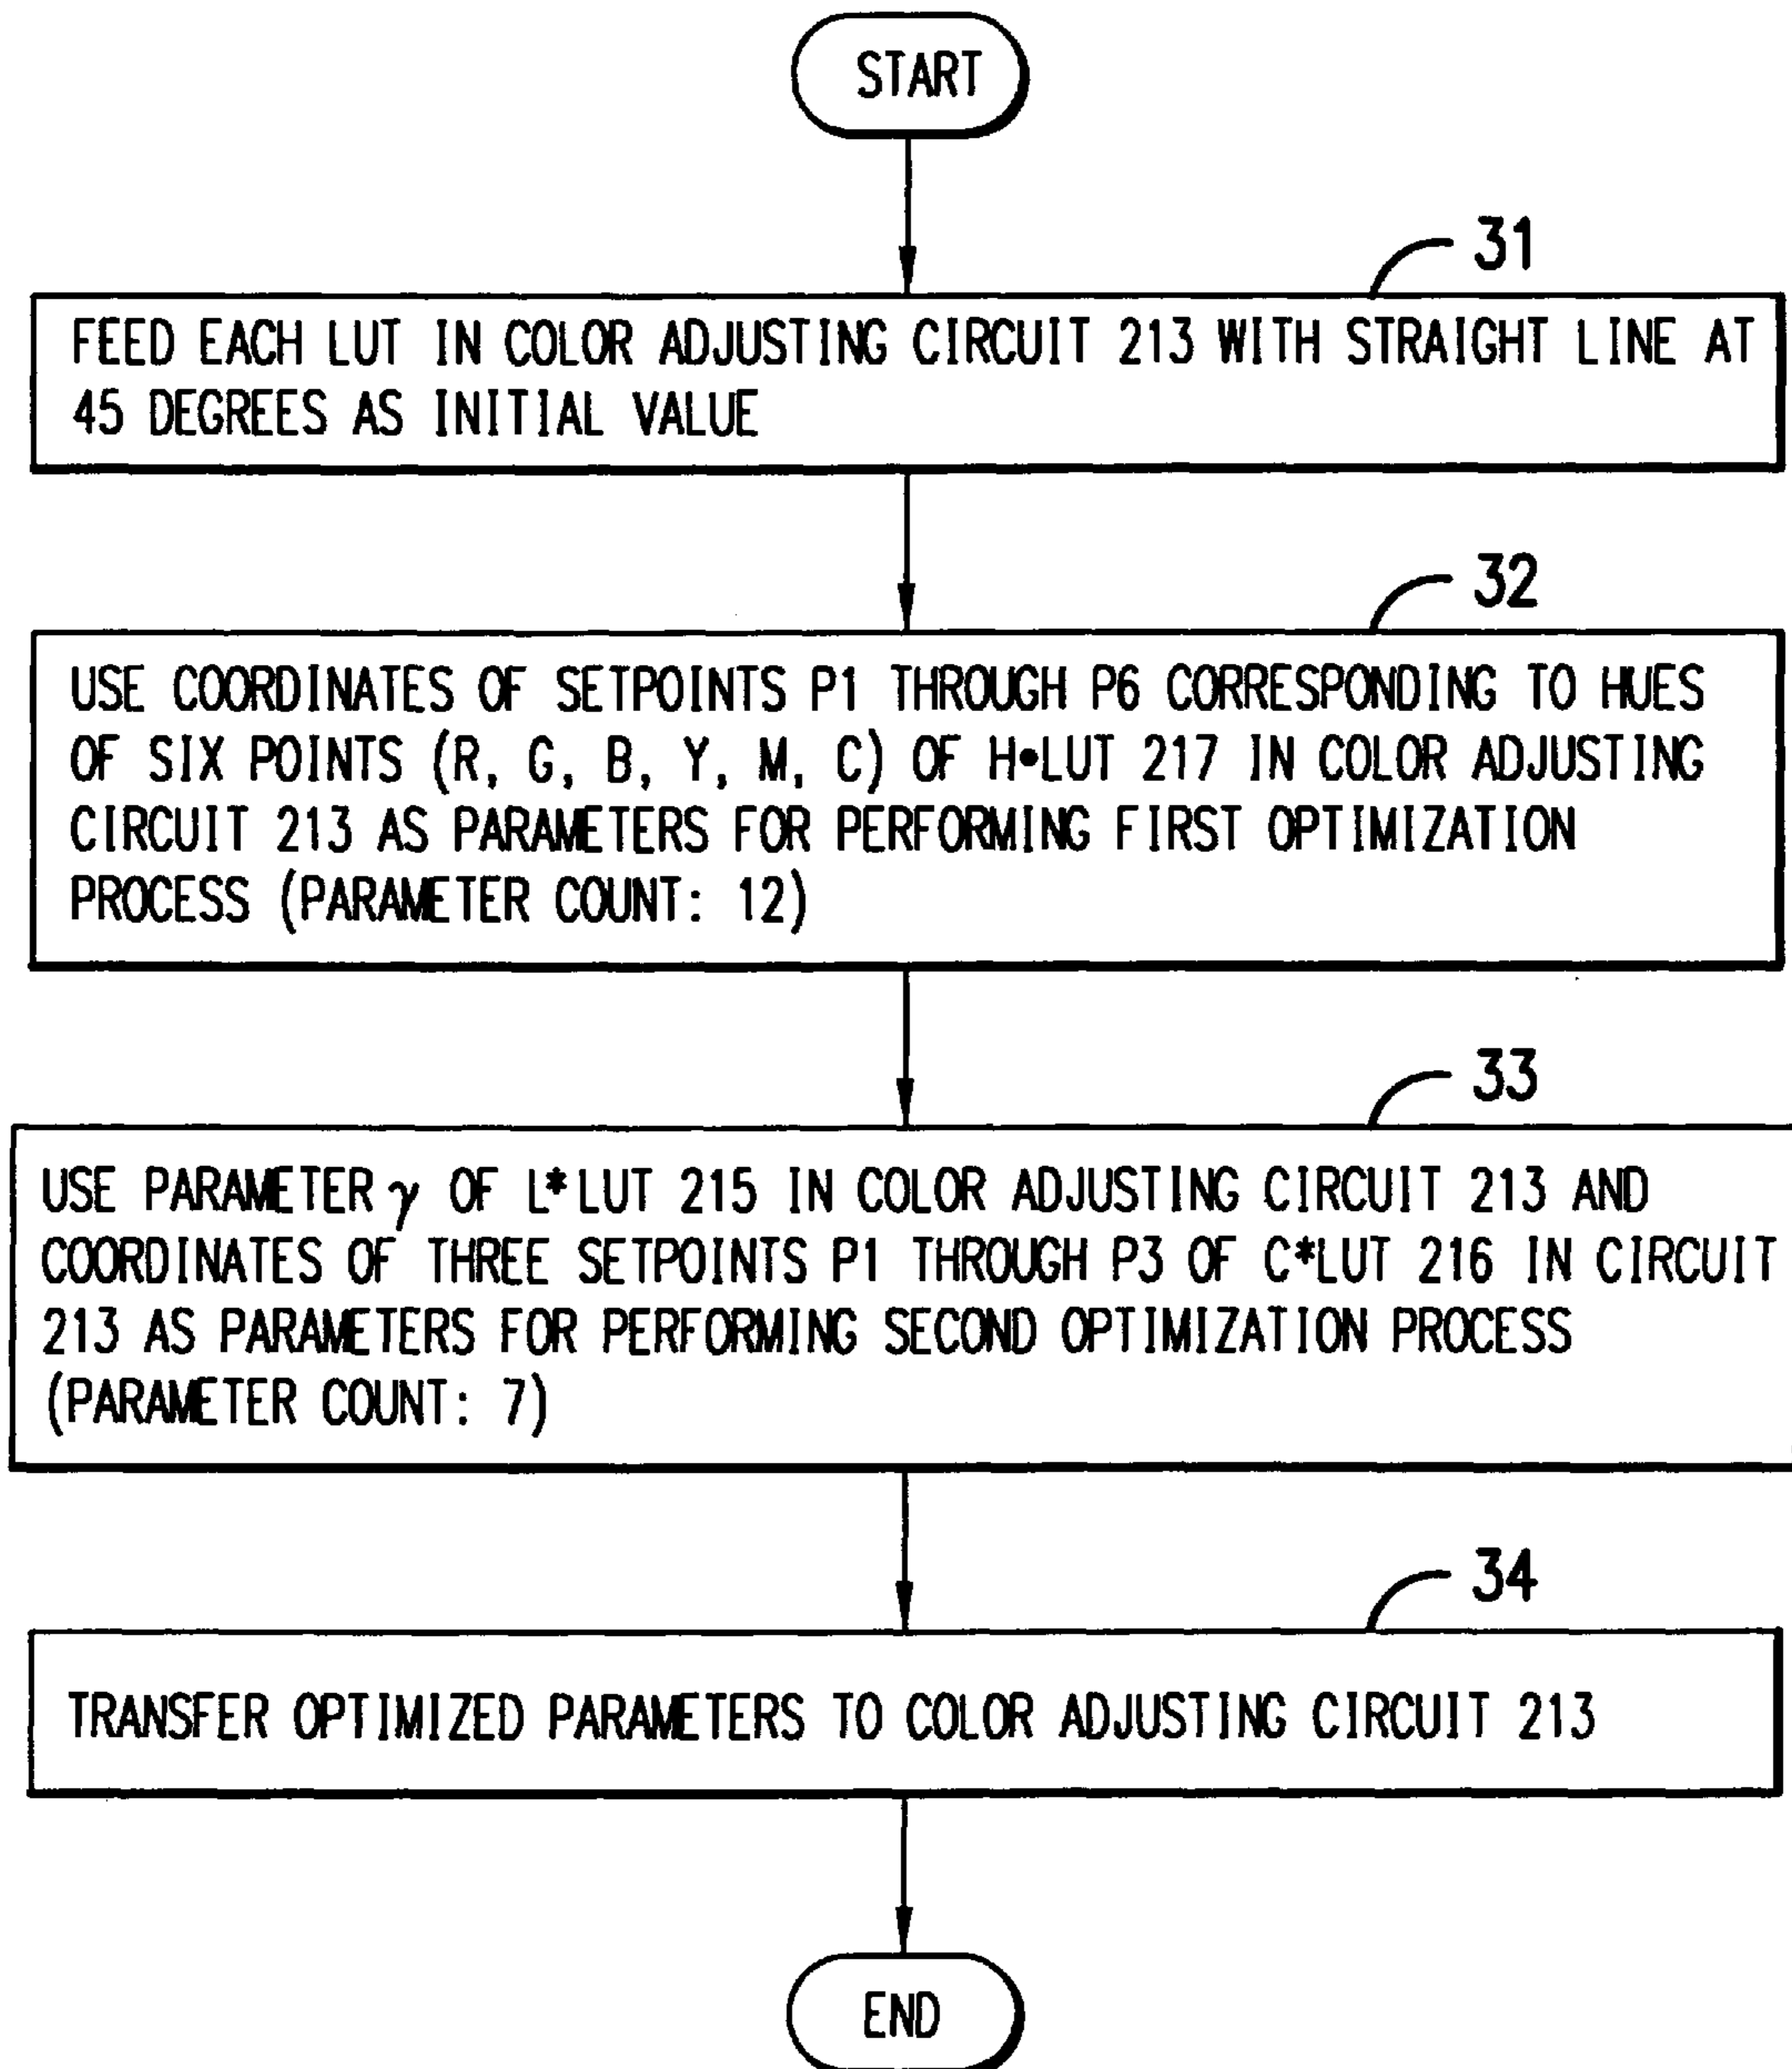 START
31
FEED EACH LUT IN COLOR ADJUSTING CIRCUIT 213 WITH STRAIGHT LINE AT
45 DEGREES AS INITIAL VALUE
32
USE COORDINATES OF SETPOINTS P1 THROUGH P6 CORRESPONDING TO HUES
OF SIX POINTS (R, G, B, Y, M, C) OF H•LUT 217 IN COLOR ADJUSTING
CIRCUIT 213 AS PARAMETERS FOR PERFORMING FIRST OPTIMIZATION
PROCESS (PARAMETER COUNT: 12)
33
USE PARAMETER γ OF L*LUT 215 IN COLOR ADJUSTING CIRCUIT 213 AND
COORDINATES OF THREE SETPOINTS P1 THROUGH P3 OF C*LUT 216 IN CIRCUIT
213 AS PARAMETERS FOR PERFORMING SECOND OPTIMIZATION PROCESS
(PARAMETER COUNT: 7)
34
TRANSFER OPTIMIZED PARAMETERS TO COLOR ADJUSTING CIRCUIT 213
END